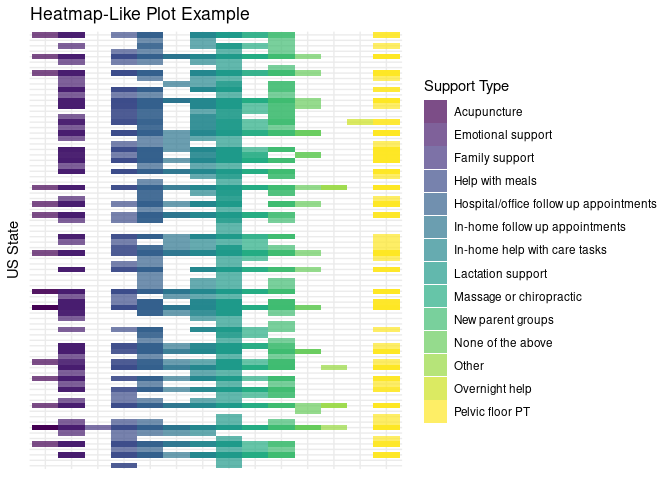 Heatmap-Like Plot Example
US State
Support Type
Acupuncture
Emotional support
Family support
Help with meals
Hospital/office follow up appointments
In-home follow up appointments
In-home help with care tasks
Lactation support
Massage or chiropractic
New parent groups
None of the above
Other
Overnight help
Pelvic floor PT